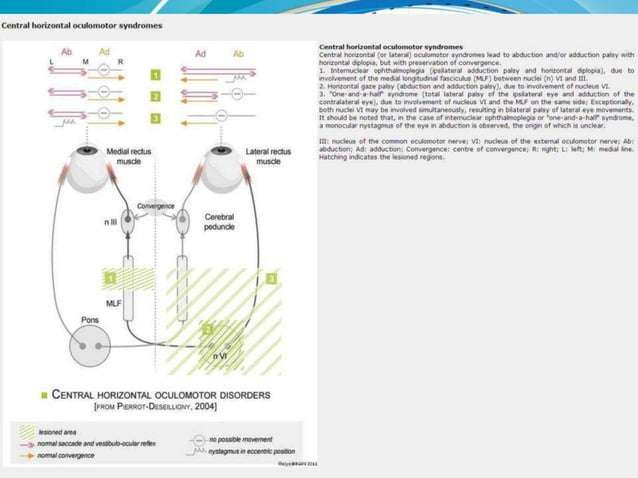 Central horizontal oculomotor syndromes
Ab Ad
L M R
Ad Ab
1
2
3
Medial rectus
muscle
Lateral rectus
muscle
Convergence
n III
Cerebral
peduncle
1
3
MLF
Pons
2
n VI
CENTRAL HORIZONTAL OCULOMOTOR DISORDERS
[FROM PIERROT-DESEILLIGNY, 2004]
lesioned area
normal saccade and vestibulo-ocular reflex
normal convergence
no possible movement
nystagmus in eccentric position
Central horizontal oculomotor syndromes
Central horizontal (or lateral) oculomotor syndromes lead to abduction and/or adduction palsy with
horizontal diplopia, but with preservation of convergence.
1. Internuclear ophthalmoplegia (ipsilateral adduction palsy and horizontal diplopia), due to
involvement of the medial longitudinal fasciculus (MLF) between nuclei (n) VI and III.
2. Horizontal gaze palsy (abduction and adduction palsy), due to involvement of nucleus VI.
3. "One-and-a-half" syndrome (total lateral palsy of the ipsilateral eye and adduction of the
contralateral eye), due to involvement of nucleus VI and the MLF on the same side; Exceptionally,
both nuclei VI may be involved simultaneously, resulting in bilateral palsy of lateral eye movements.
It should be noted that, in the case of internuclear ophthalmoplegia or "one-and-a-half" syndrome,
a monocular nystagmus of the eye in abduction is observed, the origin of which is unclear.
III: nucleus of the common oculomotor nerve; VI: nucleus of the external oculomotor nerve; Ab:
abduction; Ad: adduction; Convergence: centre of convergence; R: right; L: left; M: medial line.
Hatching indicates the lesioned regions.